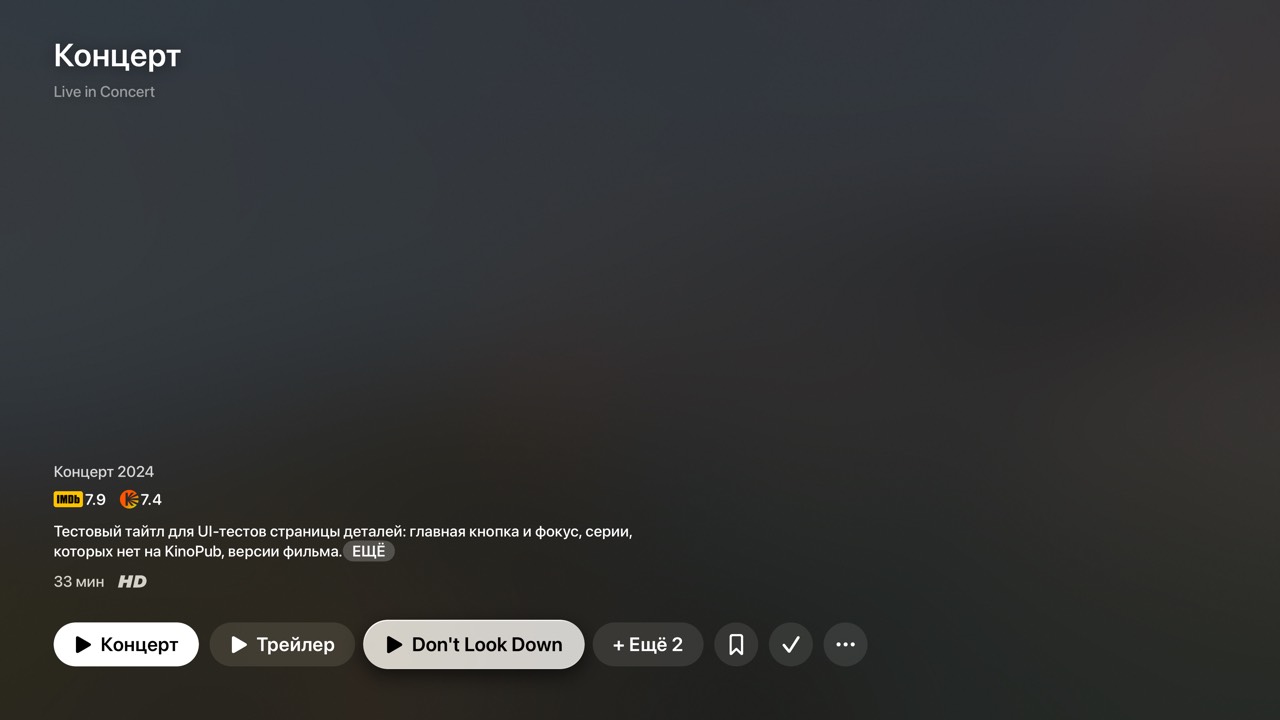 Концерт
Live in Concert
Концерт 2024
IMDb 7.9 7.4
Тестовый тайтл для UI-тестов страницы деталей: главная кнопка и фокус, серии,
которых нет на KinoPub, версии фильма. ЕЩЁ
33 мин HD
Концерт Трейлер Don't Look Down + Ещё 2